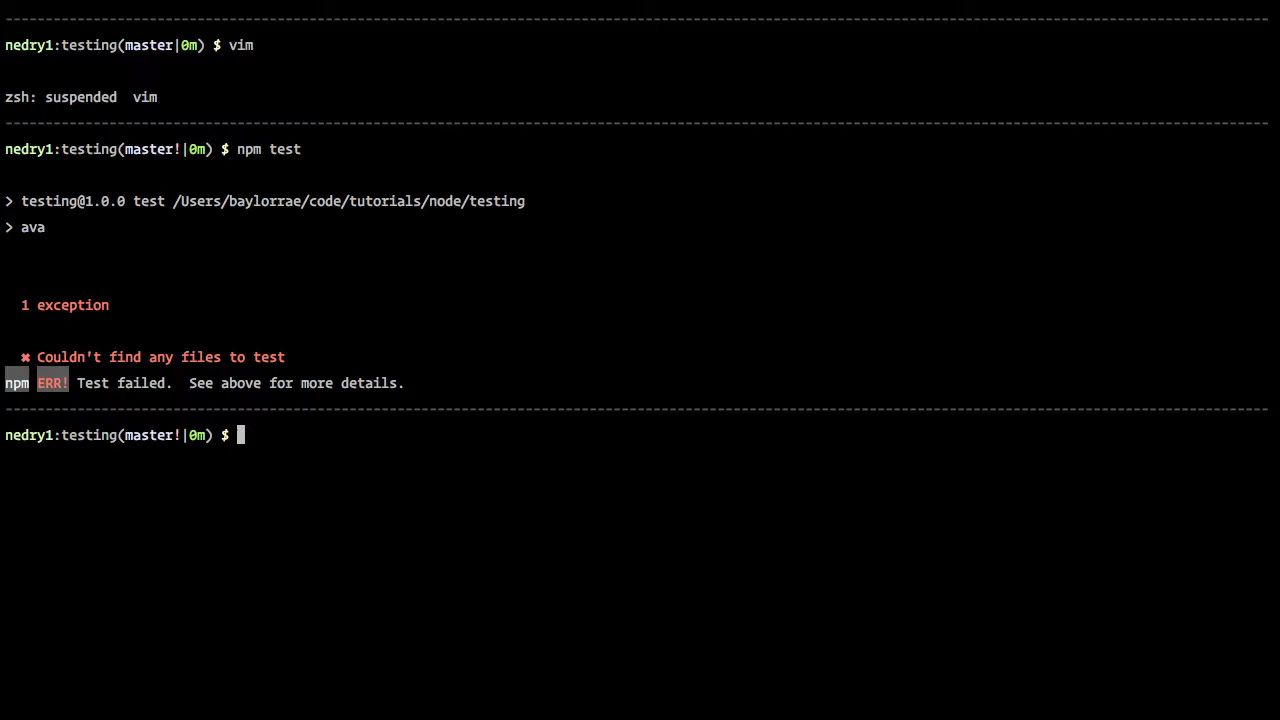 nedry1:testing(master|0m) $ vim
zsh: suspended  vim
nedry1:testing(master!|0m) $ npm test
> testing@1.0.0 test /Users/baylorrae/code/tutorials/node/testing
> ava
1 exception
✖ Couldn't find any files to test
npm ERR! Test failed.  See above for more details.
nedry1:testing(master!|0m) $